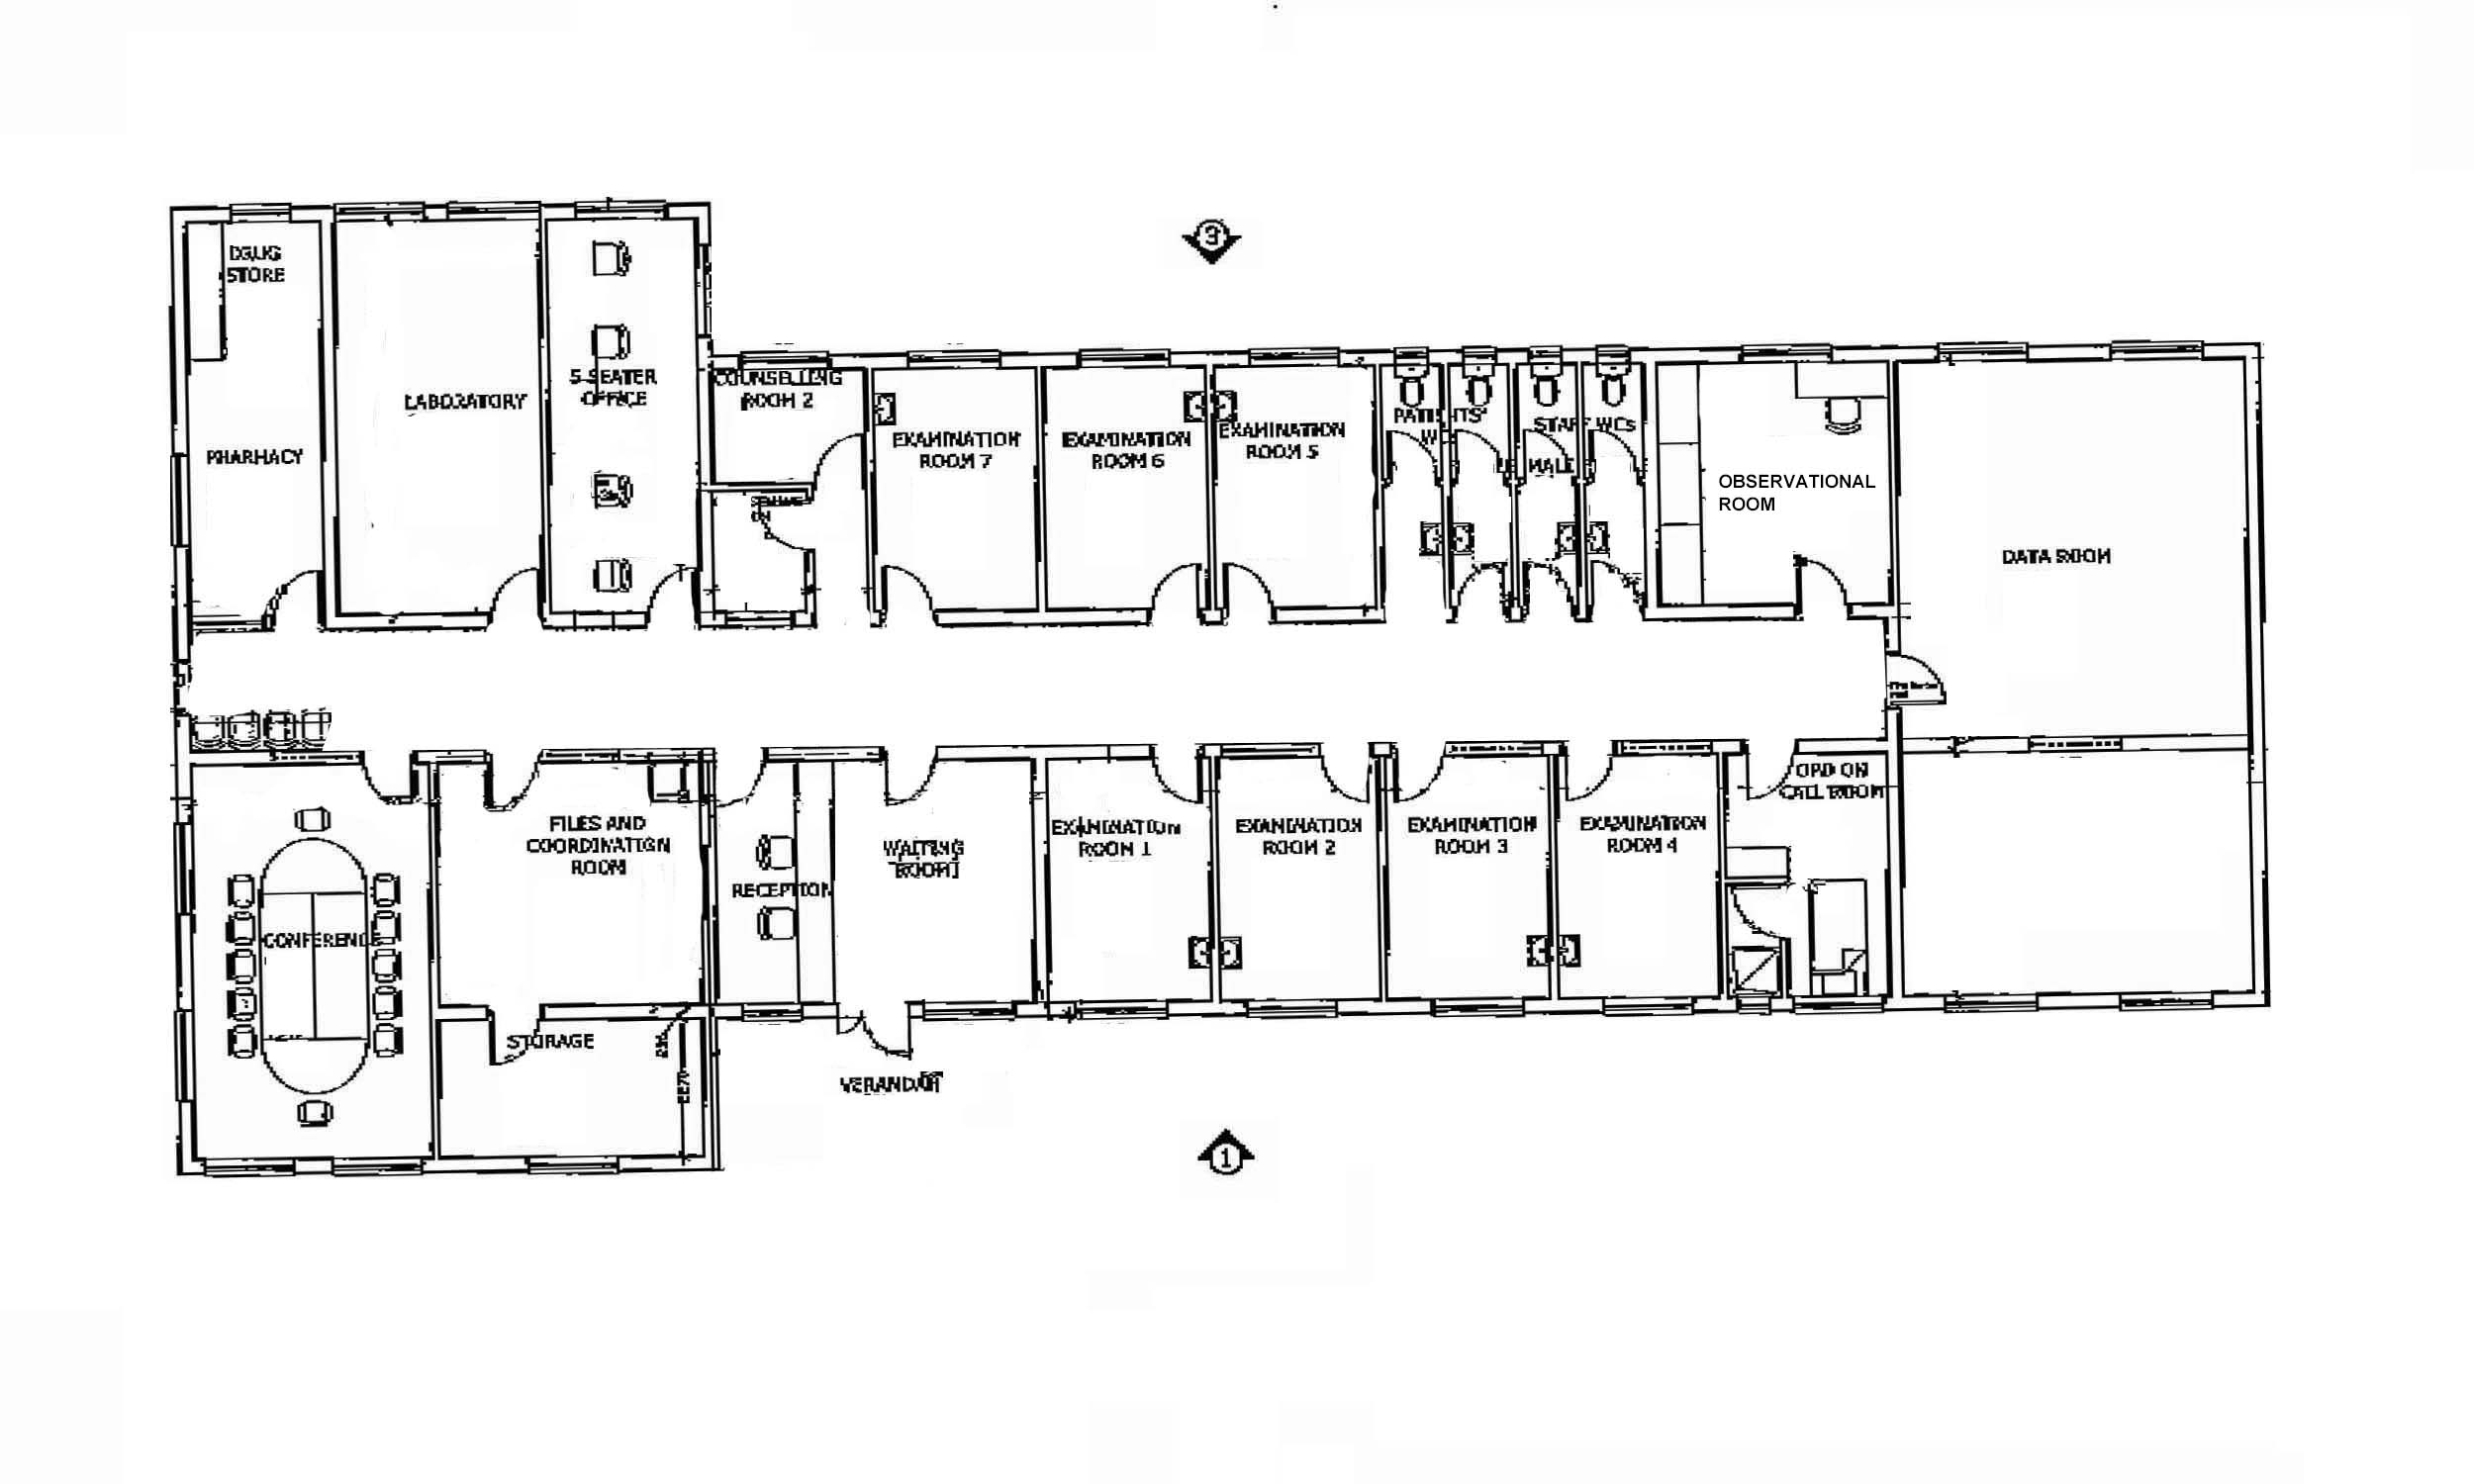 3
DRUG
STORE
PHARMACY
LABORATORY
5-SEATER
OFFICE
COUNSELLING
ROOM 2
EXAMINATION
ROOM 7
EXAMINATION
ROOM 6
EXAMINATION
ROOM 5
PATIENTS'
STAFF WCS
MALE
OBSERVATIONAL
ROOM
DATA ROOM
CONFERENCE
FILES AND
COORDINATION
ROOM
STORAGE
RECEPTION
WAITING
ROOM
EXAMINATION
ROOM 1
EXAMINATION
ROOM 2
EXAMINATION
ROOM 3
EXAMINATION
ROOM 4
OPD ON
CALL ROOM
VERANDAH
1